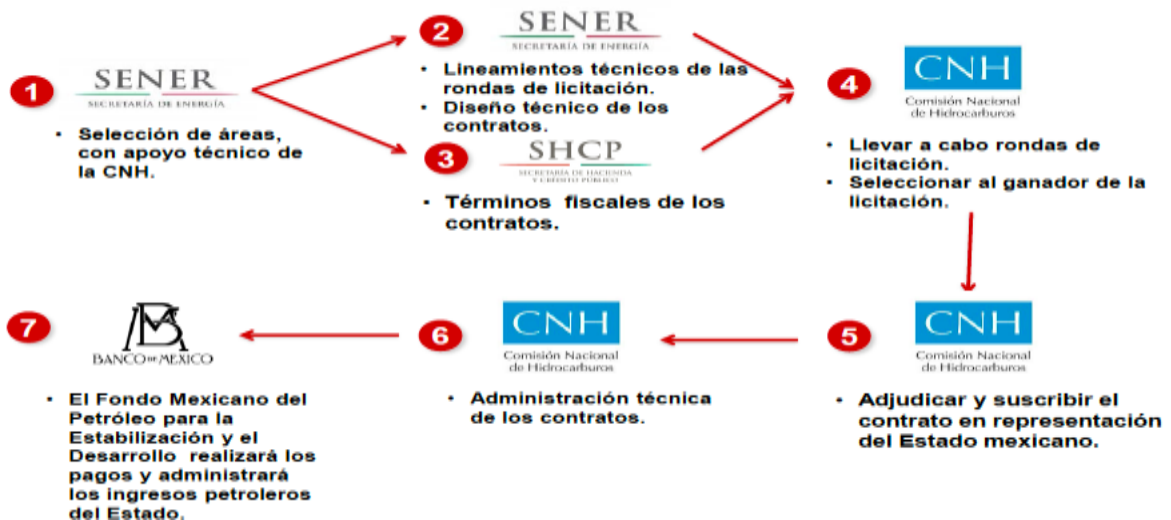 1
SENER
SECRETARÍA DE ENERGÍA
• Selección de áreas,
con apoyo técnico de
la CNH.
2
SENER
SECRETARÍA DE ENERGÍA
• Lineamientos técnicos de las
rondas de licitación.
• Diseño técnico de los
contratos.
3
SHCP
SECRETARÍA DE HACIENDA
Y CRÉDITO PÚBLICO
• Términos fiscales de los
contratos.
4
CNH
Comisión Nacional
de Hidrocarburos
• Llevar a cabo rondas de
licitación.
• Seleccionar al ganador de la
licitación.
5
CNH
Comisión Nacional
de Hidrocarburos
• Adjudicar y suscribir el
contrato en representación
del Estado mexicano.
6
CNH
Comisión Nacional
de Hidrocarburos
• Administración técnica
de los contratos.
7
BANCO DE MEXICO
• El Fondo Mexicano del
Petróleo para la
Estabilización y el
Desarrollo realizará los
pagos y administrará
los ingresos petroleros
del Estado.